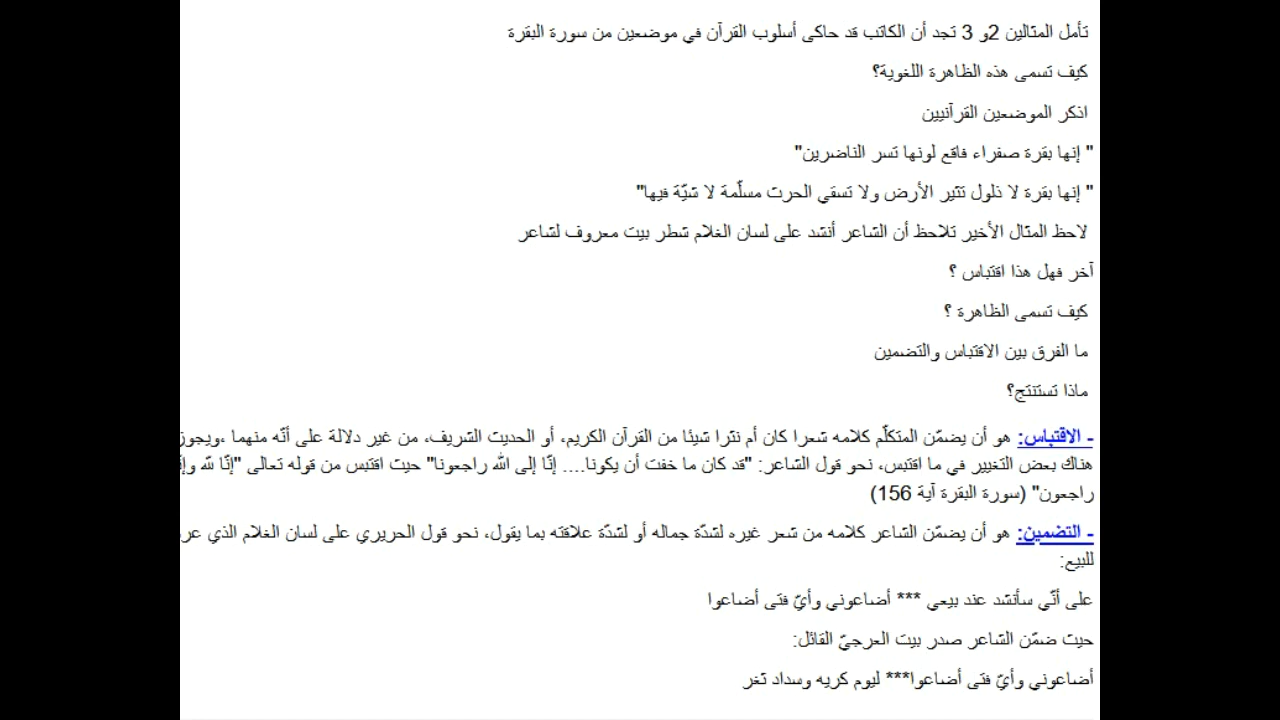 تأمل المثالين 2و 3 تجد أن الكاتب قد حاكى أسلوب القرآن في موضعين من سورة البقرة
كيف تسمى هذه الظاهرة اللغوية؟
اذكر الموضعين القرآنيين
" إنها بقرة صفراء فاقع لونها تسر الناضرين"
" إنها بقرة لا ذلول تثير الأرض ولا تسقي الحرث مسلّمة لا شيّة فيها"
لاحظ المثال الأخير تلاحظ أن الشاعر أنشد على لسان الغلام شطر بيت معروف لشاعر
آخر فهل هذا اقتباس ؟
كيف تسمى الظاهرة ؟
ما الفرق بين الاقتباس والتضمين
ماذا تستنتج؟
- الاقتباس: هو أن يضمّن المتكلّم كلامه شعرا كان أم نثرا شيئا من القرآن الكريم، أو الحديث الشريف، من غير دلالة على أنّه منهما ،ويجوز
هناك بعض التغيير في ما اقتبس، نحو قول الشاعر: "قد كان ما خفت أن يكونا.... إنّا إلى الله راجعونا" حيث اقتبس من قوله تعالى "إنّا لله وإنّ
راجعون" (سورة البقرة آية 156)
- التضمين: هو أن يضمّن الشاعر كلامه من شعر غيره لشدّة جماله أو لشدّة علاقته بما يقول، نحو قول الحريري على لسان الغلام الذي عر
للبيع:
على أنّي سأنشد عند بيعي *** أضاعوني وأيّ فتى أضاعوا
حيث ضمّن الشاعر صدر بيت العرجيّ القائل:
أضاعوني وأيّ فتى أضاعوا*** ليوم كريه وسداد ثغر